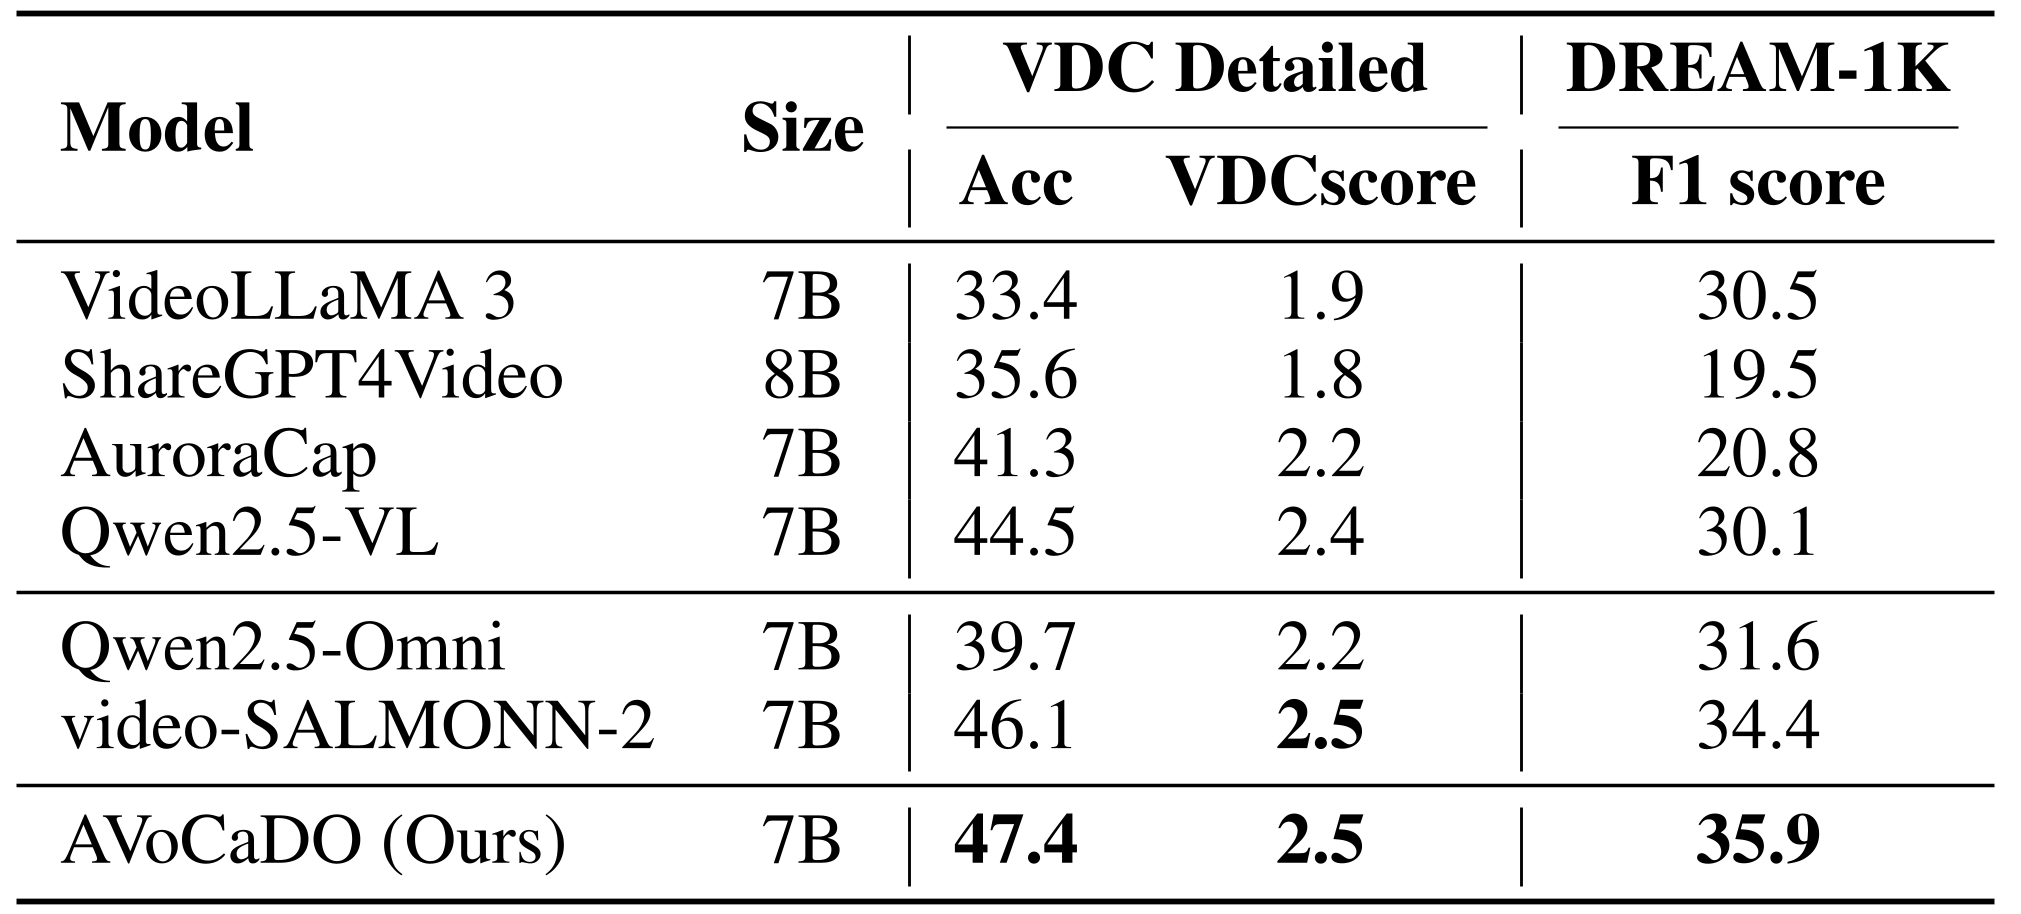 Model Size VDC Detailed DREAM-1K
Acc VDCscore F1 score
VideoLLaMA 3 7B 33.4 1.9 30.5
ShareGPT4Video 8B 35.6 1.8 19.5
AuroraCap 7B 41.3 2.2 20.8
Qwen2.5-VL 7B 44.5 2.4 30.1
Qwen2.5-Omni 7B 39.7 2.2 31.6
video-SALMONN-2 7B 46.1 2.5 34.4
AVoCaDO (Ours) 7B 47.4 2.5 35.9